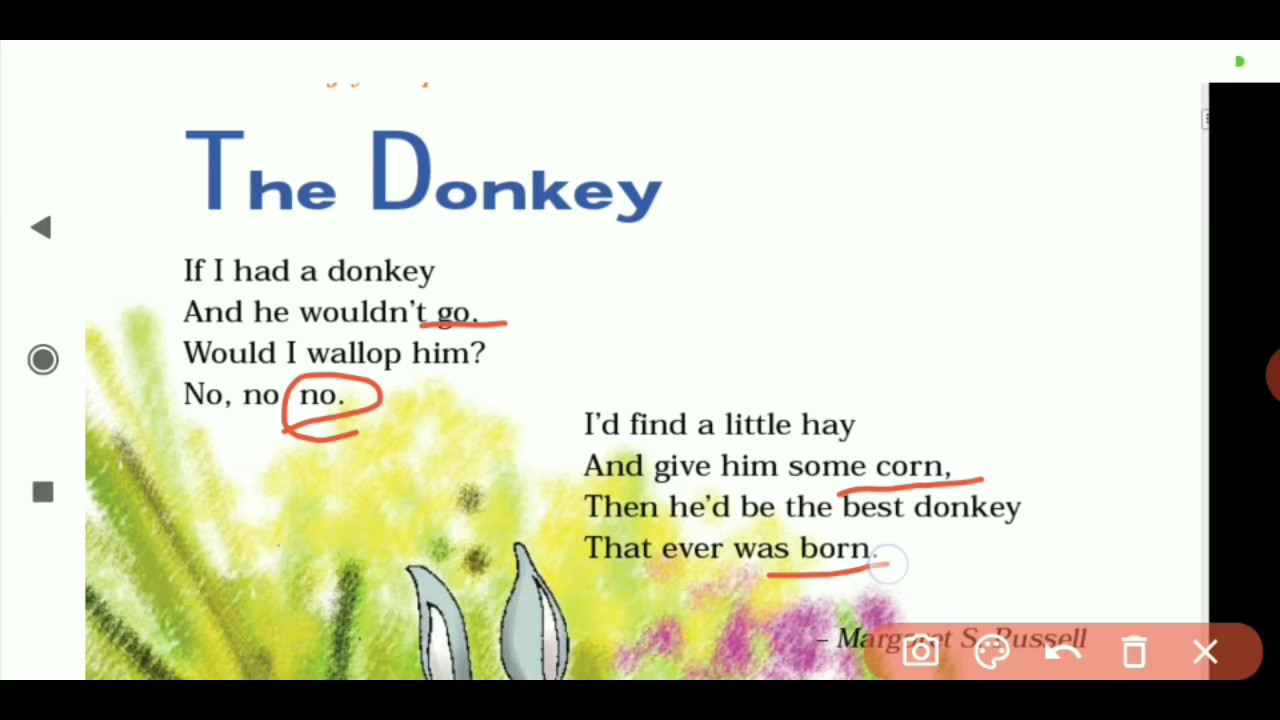 The Donkey
If I had a donkey
And he wouldn't go,
Would I wallop him?
No, no no.
I'd find a little hay
And give him some corn,
Then he'd be the best donkey
That ever was born.
– Margaret S. Russell